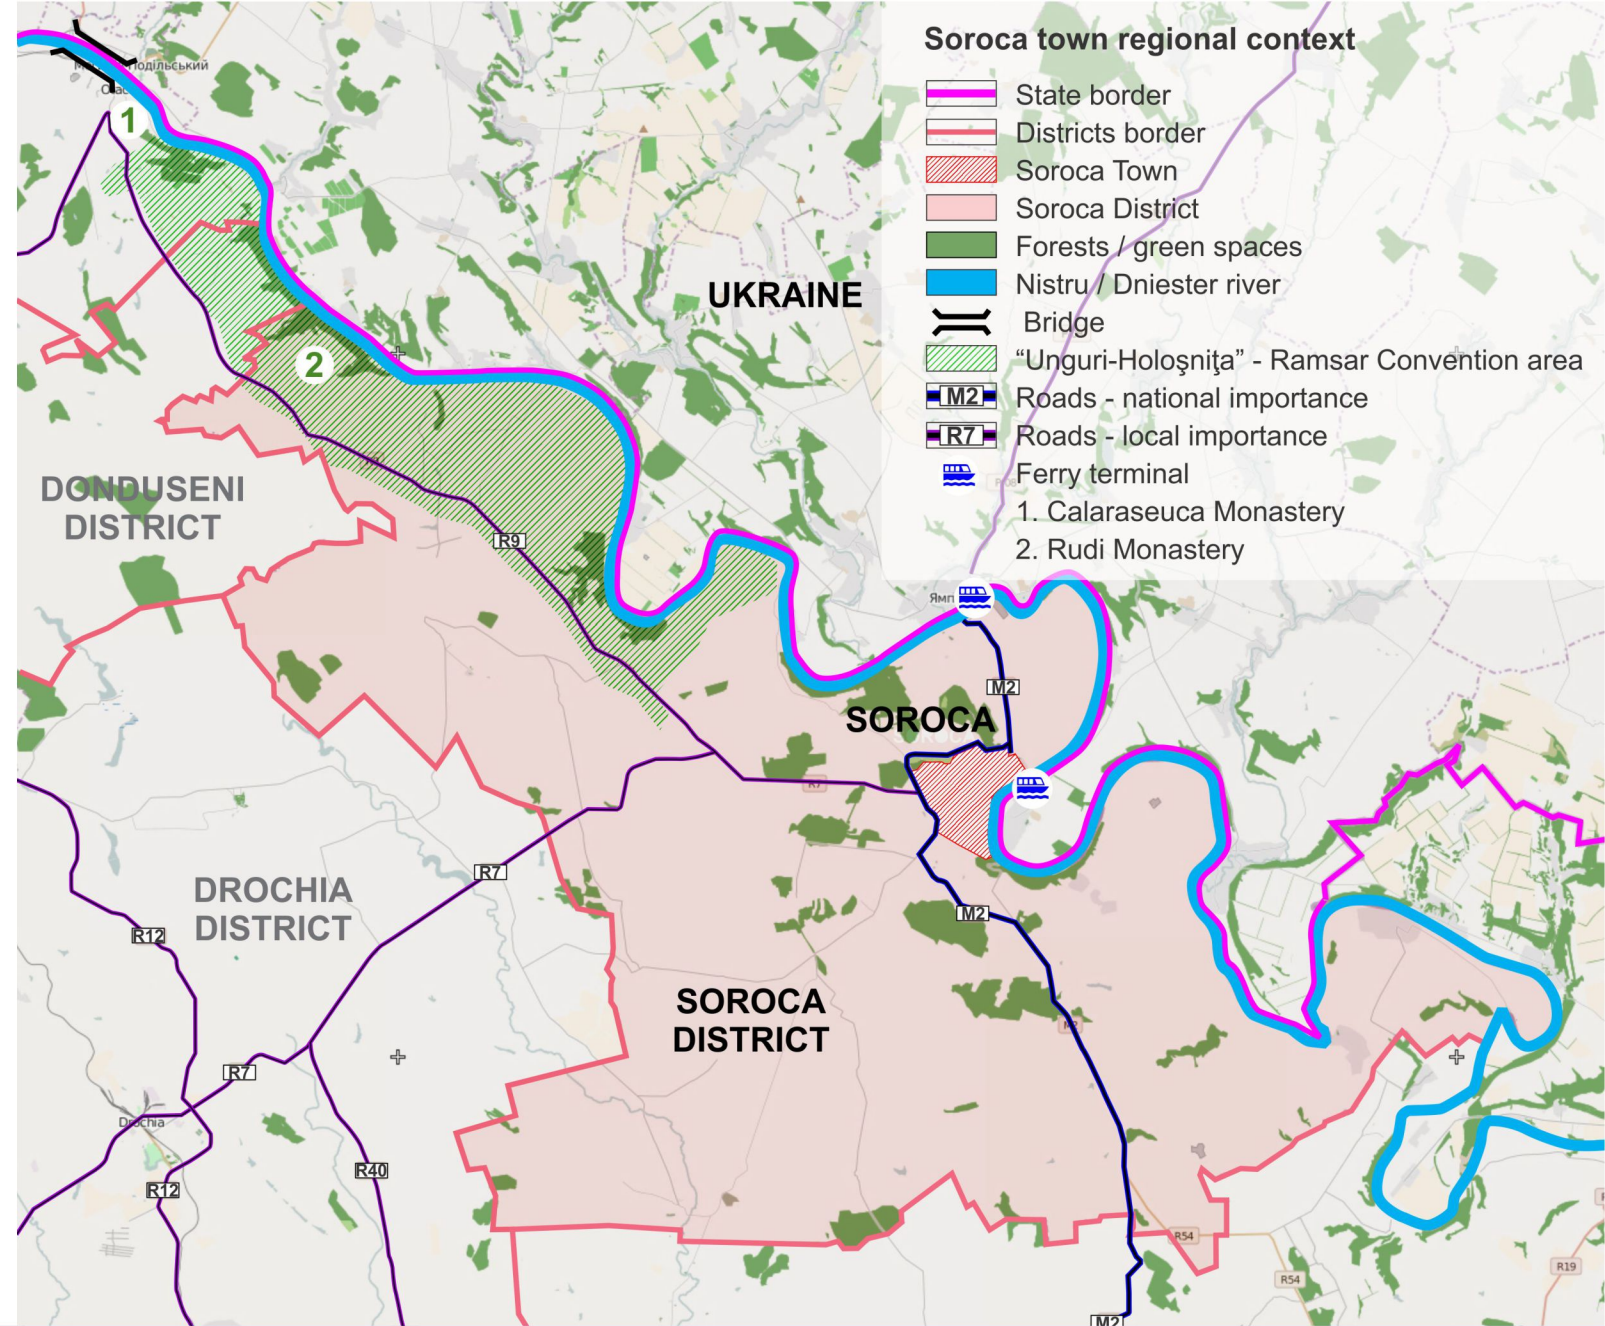 Soroca town regional context
State border
Districts border
Soroca Town
Soroca District
Forests / green spaces
Nistru / Dniester river
Bridge
“Unguri-Holoşniţa” - Ramsar Convention area
M2 Roads - national importance
R7 Roads - local importance
Ferry terminal
1. Calaraseuca Monastery
2. Rudi Monastery
1
UKRAINE
2
DONDUSENI
DISTRICT
R9
M2
SOROCA
R7
R7
DROCHIA
DISTRICT
M2
R12
SOROCA
DISTRICT
M2
R7
Drochia
R40
R12
R54
R19
R54
M2